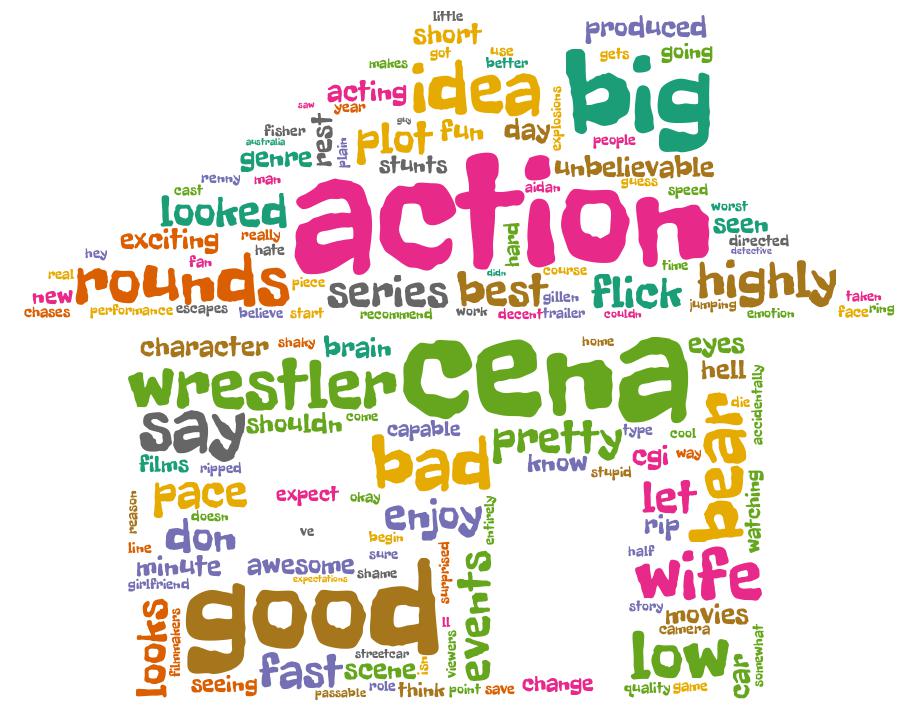 little
short
produced
got
use
gets
going
makes
better
idea
big
acting
saw
year
explosions
guy
fisher
rest
plot
fun
day
australia
plain
people
genre
stunts
unbelievable
renny
man
guess
cast
action
aidan
speed
looked
worst
hard
seen
exciting
really
directed
hey
hate
detective
fan
time
real
rounds
didn
course
highly
piece
series
best
flick
new
gillen
jumping
taken
chases
performance
escapes
believe
start
recommend
work
decent
trailer
couldn
emotion
face
ring
character
shaky
brain
cena
home
eyes
wrestler
hell
accidentally
say
shouldn
come
die
capable
pretty
type
cool
bear
films
ripped
bad
know
stupid
cgi
way
pace
expect
okay
let
watching
reason
doesn
enjoy
entirely
rip
don
ve
begin
line
sure
half
minute
awesome
surprised
wife
girlfriend
expectations
shame
events
story
movies
looks
filmmakers
good
ll
camera
streetcar
viewers
low
somewhat
fast
scene
isn
car
seeing
passable
role
think
point
save
change
quality
game